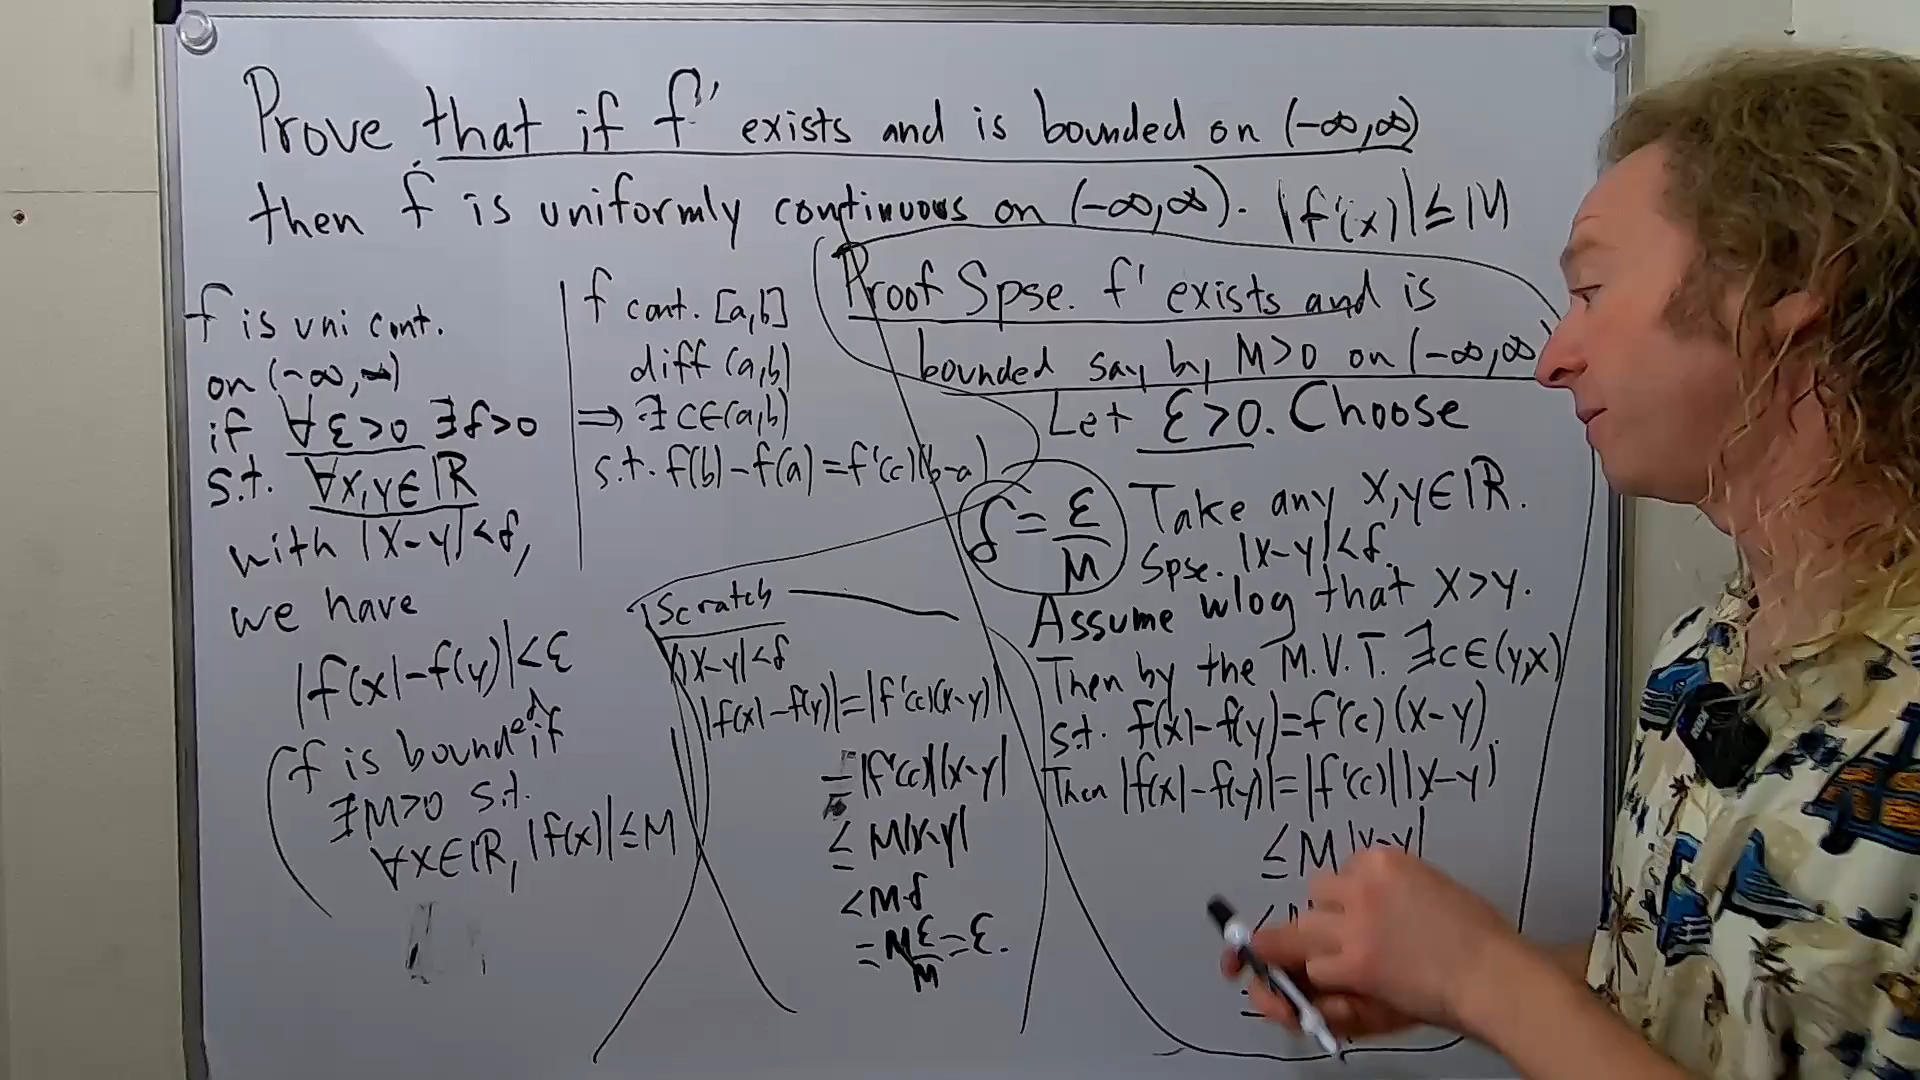 Prove that if f' exists and is bounded on (-∞,∞)
then f is uniformly continuous on (-∞,∞). |f'(x)| ≤ M
f is uni cont.
on (-∞,∞)
if ∀ε>0 ∃δ>0
s.t. ∀x,y∈ℝ
with |x-y|<δ,
we have
|f(x)-f(y)|<ε
f is bounded if
∃M>0 s.t.
∀x∈ℝ, |f(x)|≤M
f cont. [a,b]
diff (a,b)
⇒ ∃c∈(a,b)
s.t. f(b)-f(a)=f'(c)(b-a)
Scratch
|x-y|<δ
|f(x)-f(y)|=|f'(c)(x-y)|
=|f'(c)||x-y|
≤ M|x-y|
<Mδ
=M ε/M=ε.
Proof Spse. f' exists and is
bounded say by M>0 on (-∞,∞)
Let ε>0. Choose
δ=ε/M Take any x,y∈ℝ.
Spse. |x-y|<δ.
Assume wlog that x>y.
Then by the M.V.T. ∃c∈(y,x)
s.t. f(x)-f(y)=f'(c)(x-y).
Then |f(x)-f(y)|=|f'(c)||x-y|
≤M|x-y|
<
=